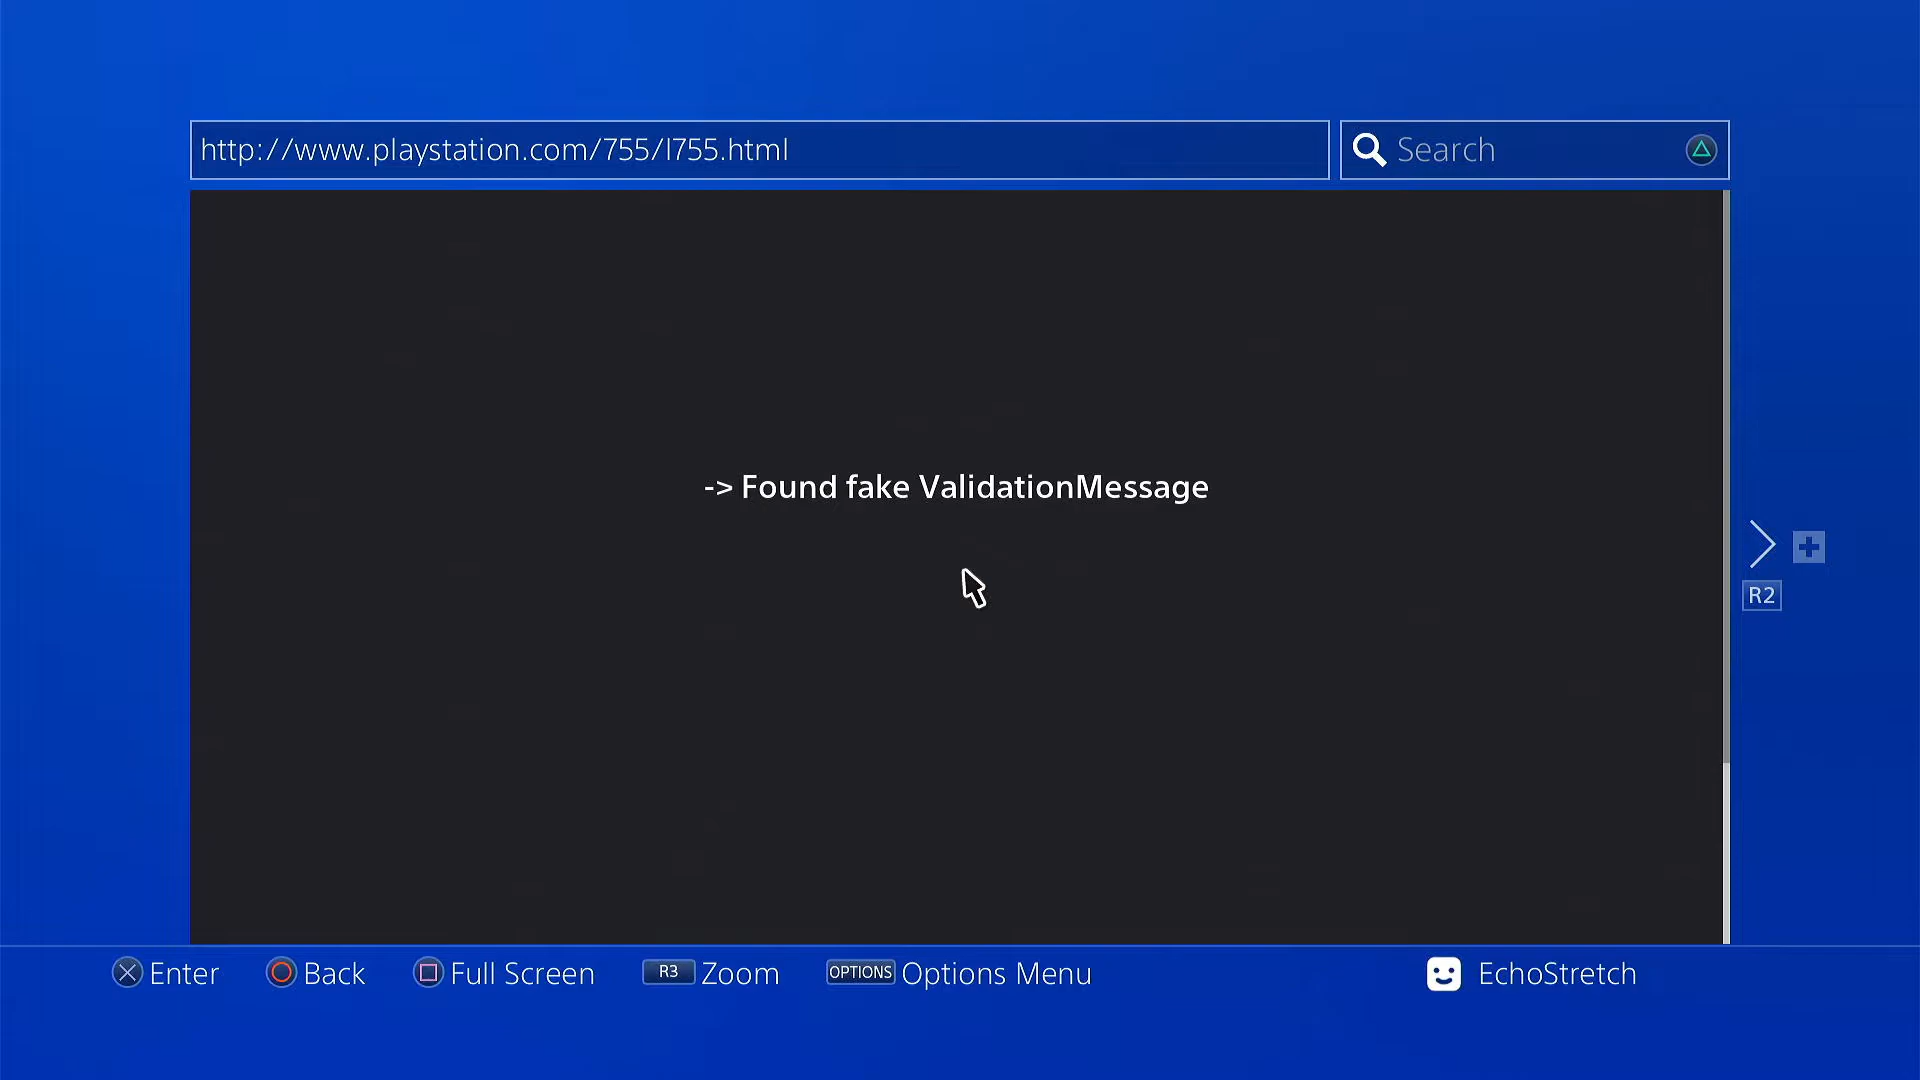 http://www.playstation.com/755/l755.html
Search
-> Found fake ValidationMessage
R2
Enter
Back
Full Screen
R3 Zoom
OPTIONS Options Menu
EchoStretch